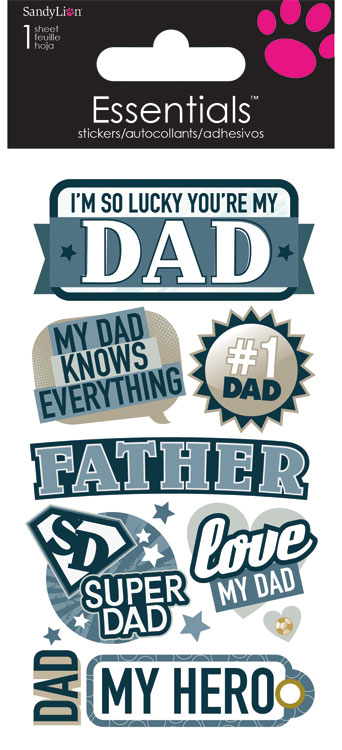 SandyLion
1 sheet
feuille
hoja
Essentials™
stickers/autocollants/adhesivos
I'M SO LUCKY YOU'RE MY
DAD
MY DAD
KNOWS
EVERYTHING
#1
DAD
FATHER
SD
SUPER
DAD
love
MY DAD
DAD
MY HERO